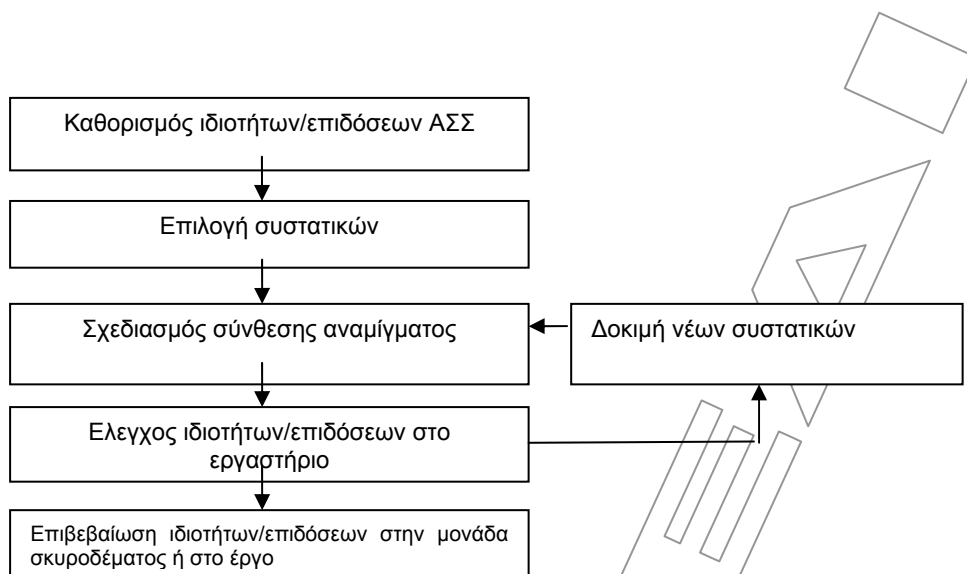 Καθορισμός ιδιοτήτων/επιδόσεων ΑΣΣ
Επιλογή συστατικών
Σχεδιασμός σύνθεσης αναμίγματος
Δοκιμή νέων συστατικών
Ελεγχος ιδιοτήτων/επιδόσεων στο
εργαστήριο
Επιβεβαίωση ιδιοτήτων/επιδόσεων στην μονάδα
σκυροδέματος ή στο έργο